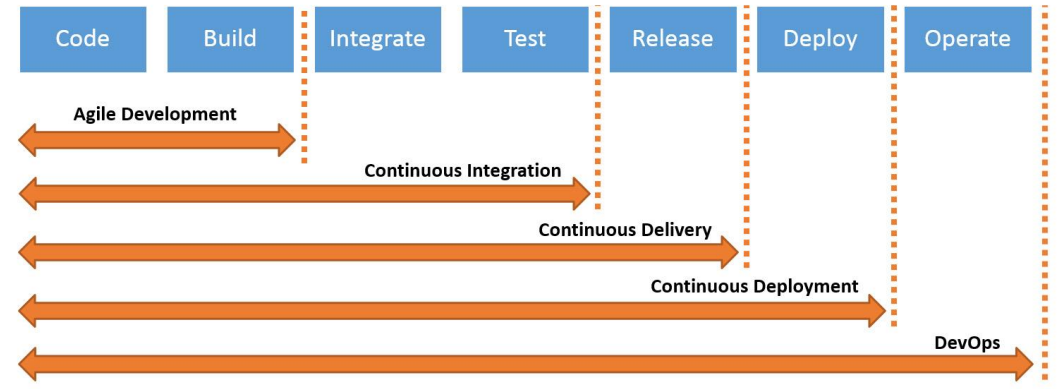 Code Build Integrate Test Release Deploy Operate
Agile Development
Continuous Integration
Continuous Delivery
Continuous Deployment
DevOps